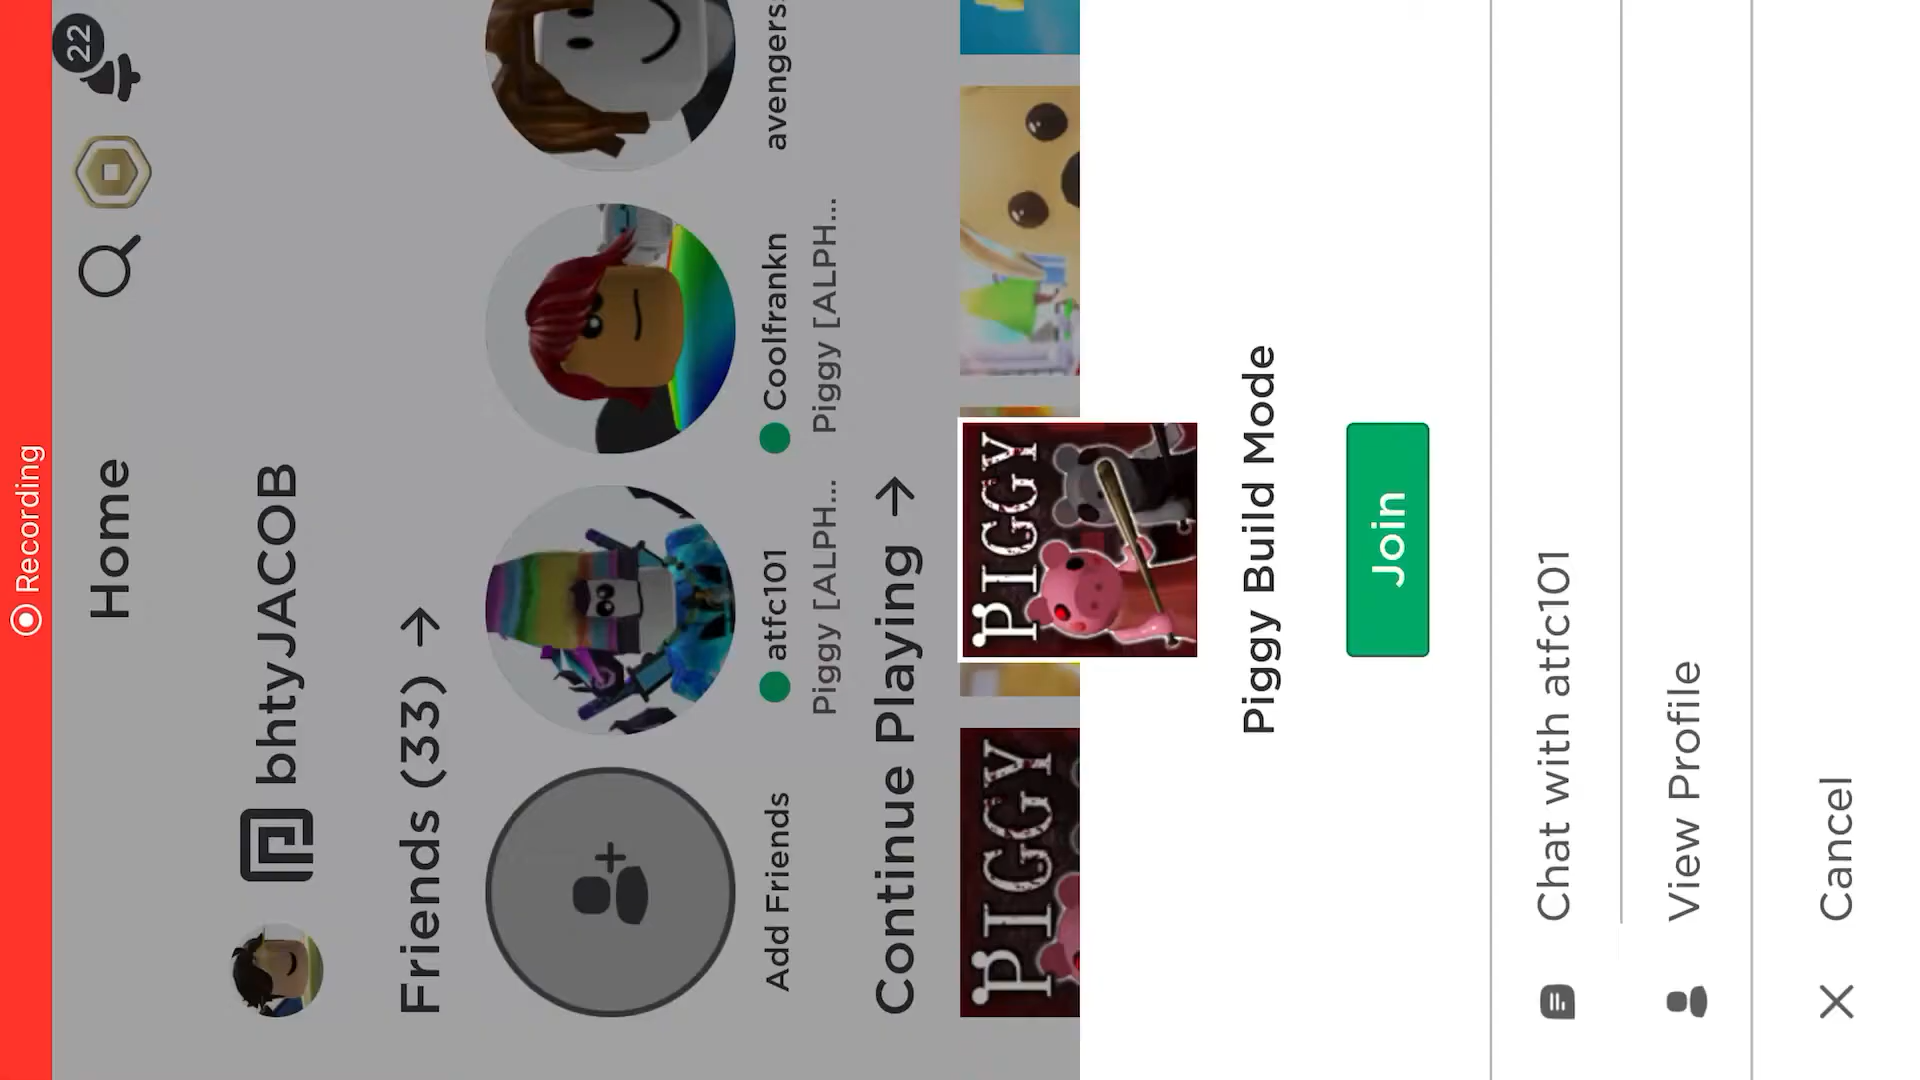 Recording
Home
22
bhtyJACOB
Friends (33) →
Add Friends
atfc101
Piggy [ALPH...
Coolfrankn
Piggy [ALPH...
avengers
Continue Playing →
PIGGY
PIGGY
Piggy Build Mode
Join
Chat with atfc101
View Profile
Cancel